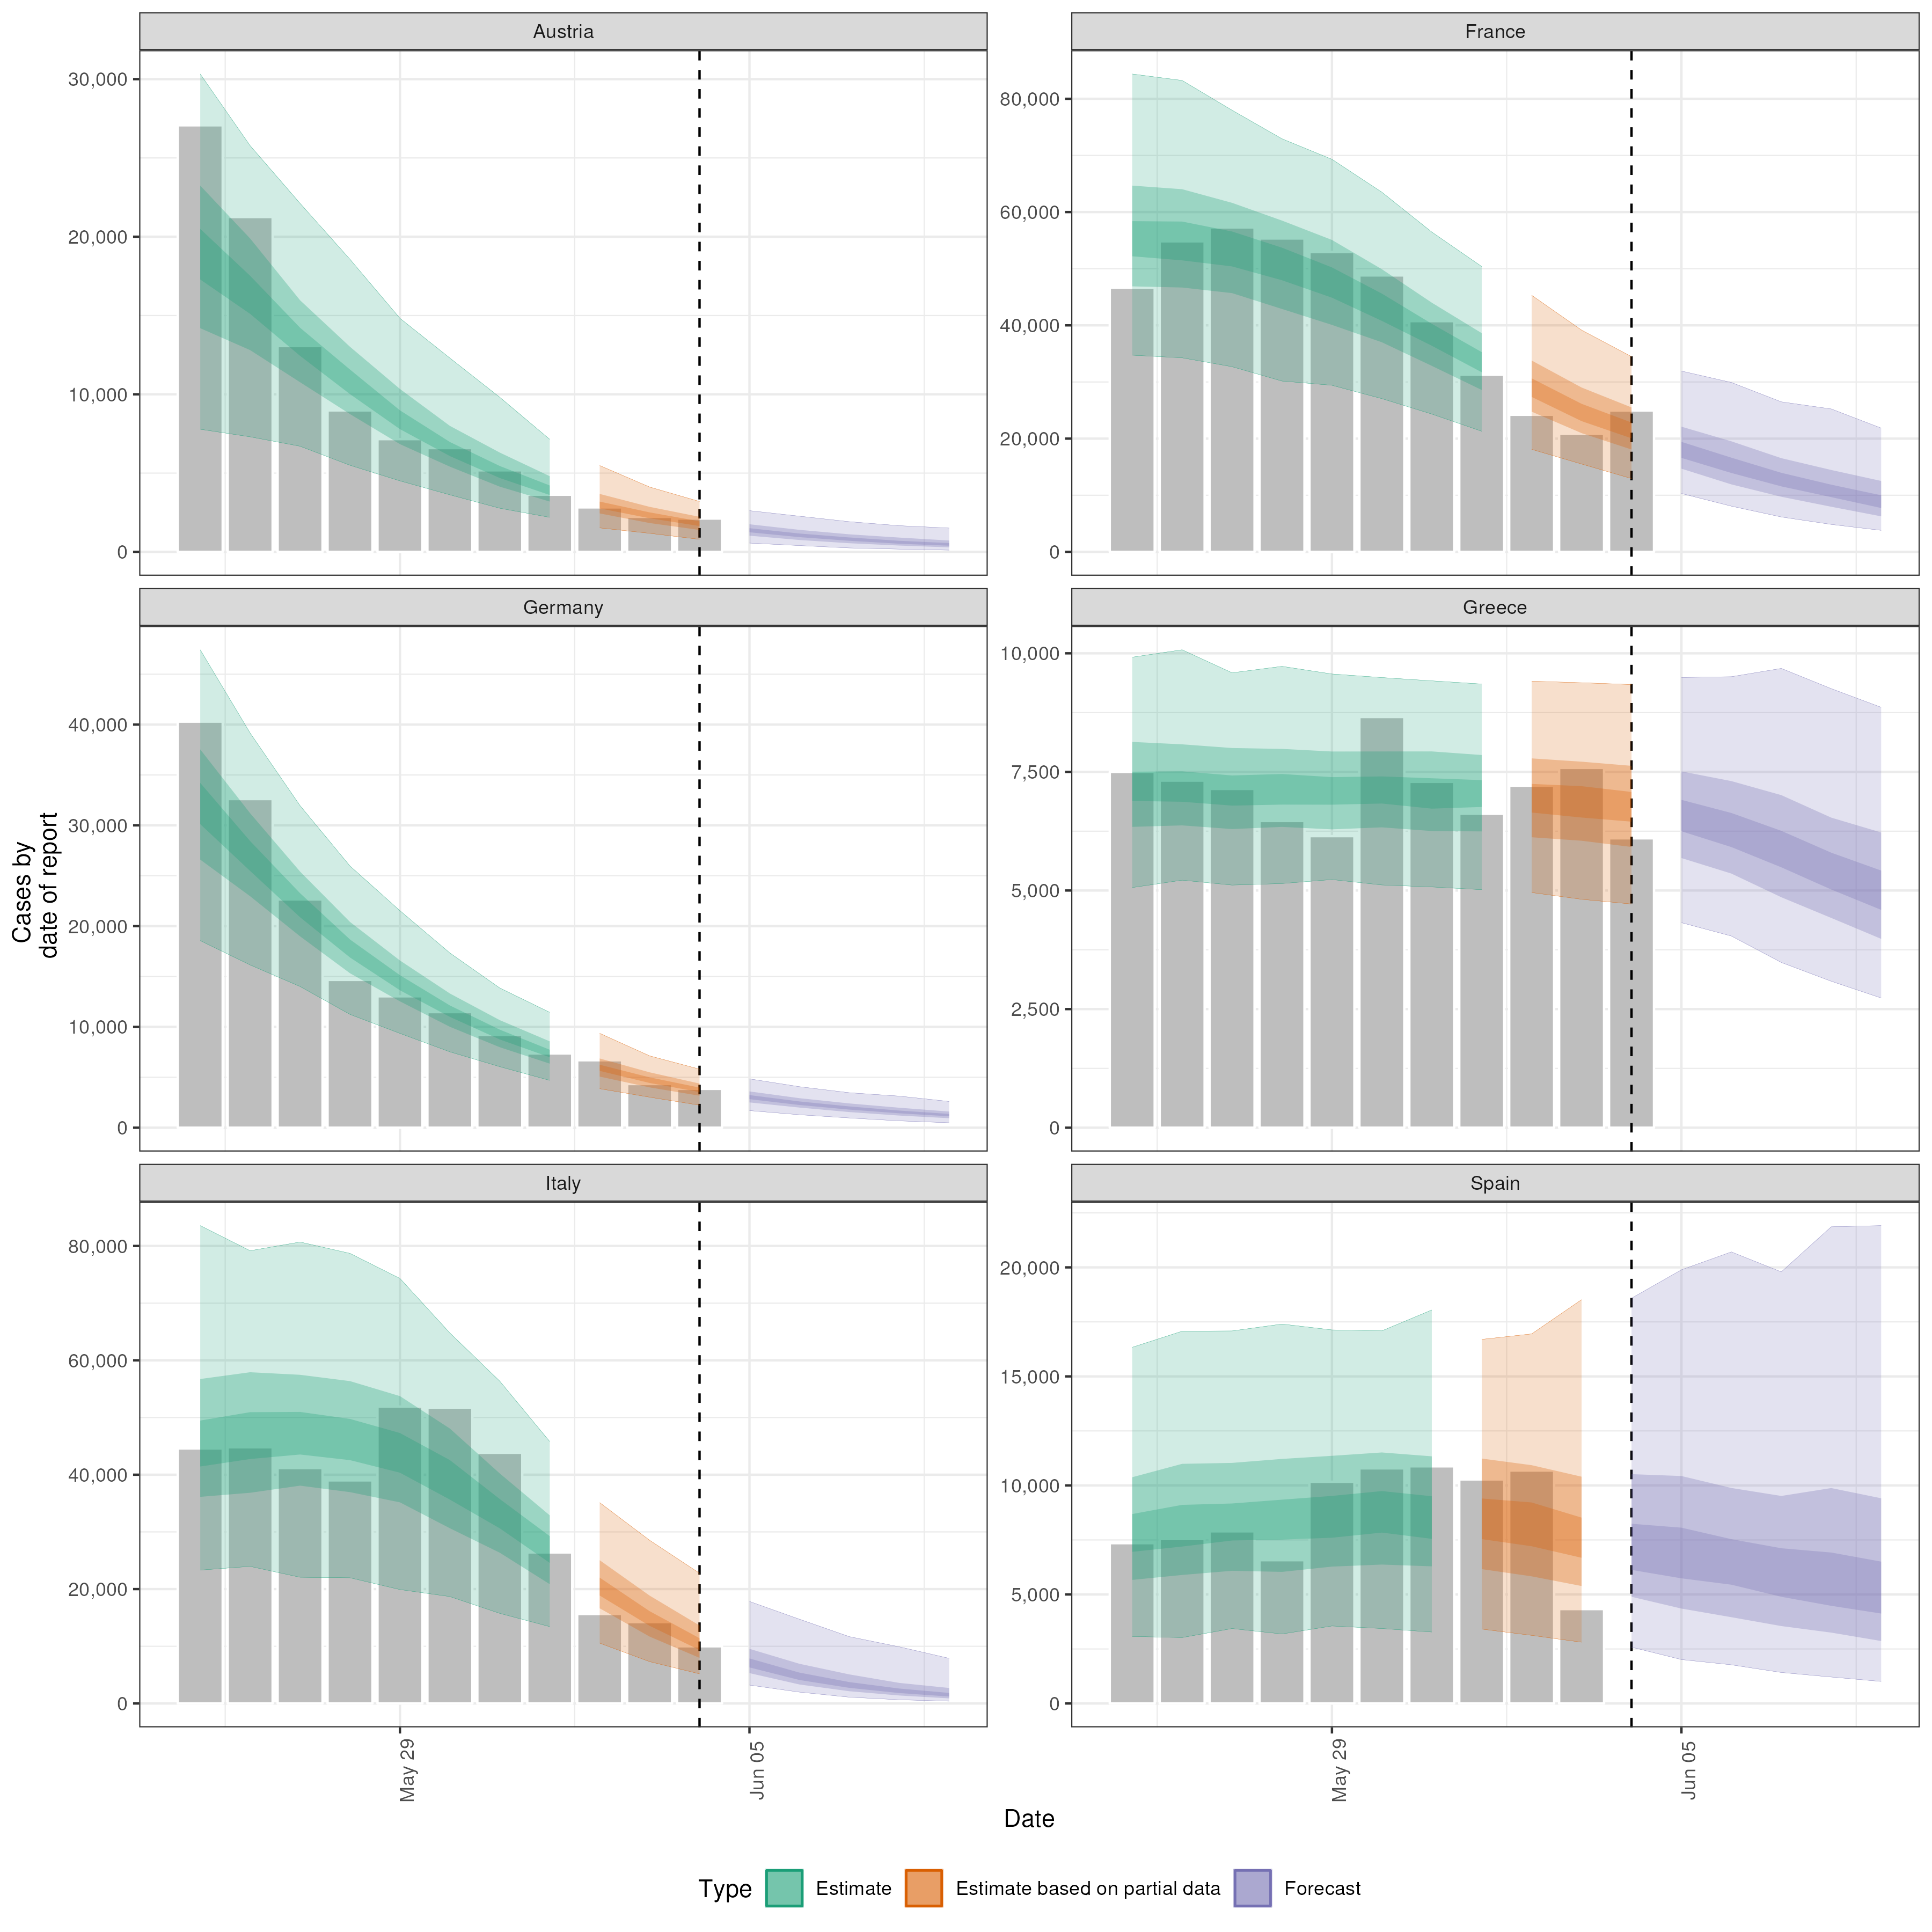 Austria
France
30,000
20,000
10,000
0
80,000
60,000
40,000
20,000
0
Germany
Greece
40,000
30,000
20,000
10,000
0
10,000
7,500
5,000
2,500
0
Italy
Spain
80,000
60,000
40,000
20,000
0
20,000
15,000
10,000
5,000
0
Cases by
date of report
May 29
Jun 05
May 29
Jun 05
Date
Type
Estimate
Estimate based on partial data
Forecast